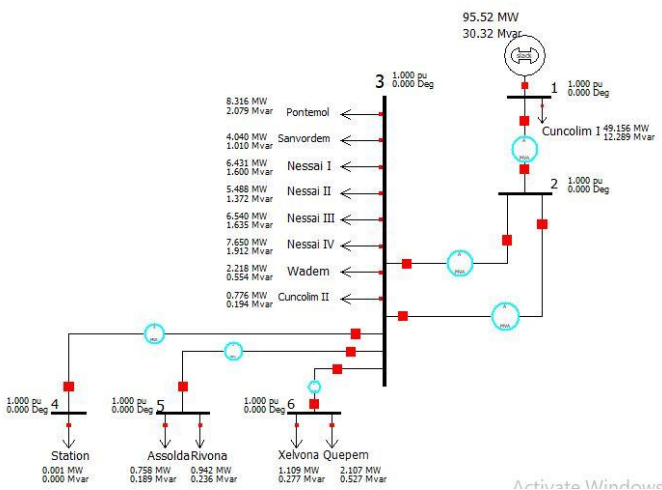 95.52 MW
30.32 Mvar
slack
1
1.000 pu
0.000 Deg
Cuncolim I
49.156 MW
12.289 Mvar
2
1.000 pu
0.000 Deg
3
1.000 pu
0.000 Deg
8.316 MW
2.079 Mvar
Pontemol
4.040 MW
1.010 Mvar
Sanvordem
6.431 MW
1.600 Mvar
Nessai I
5.488 MW
1.372 Mvar
Nessai II
6.540 MW
1.635 Mvar
Nessai III
7.650 MW
1.912 Mvar
Nessai IV
2.218 MW
0.554 Mvar
Wadem
0.776 MW
0.194 Mvar
Cuncolim II
A
MVA
A
MVA
1.000 pu
0.000 Deg
4
1.000 pu
0.000 Deg
5
1.000 pu
0.000 Deg
6
Station
0.001 MW
0.000 Mvar
Assolda
0.758 MW
0.189 Mvar
Rivona
0.942 MW
0.236 Mvar
Xelvona
1.109 MW
0.277 Mvar
Quepem
2.107 MW
0.527 Mvar
Activate Windows